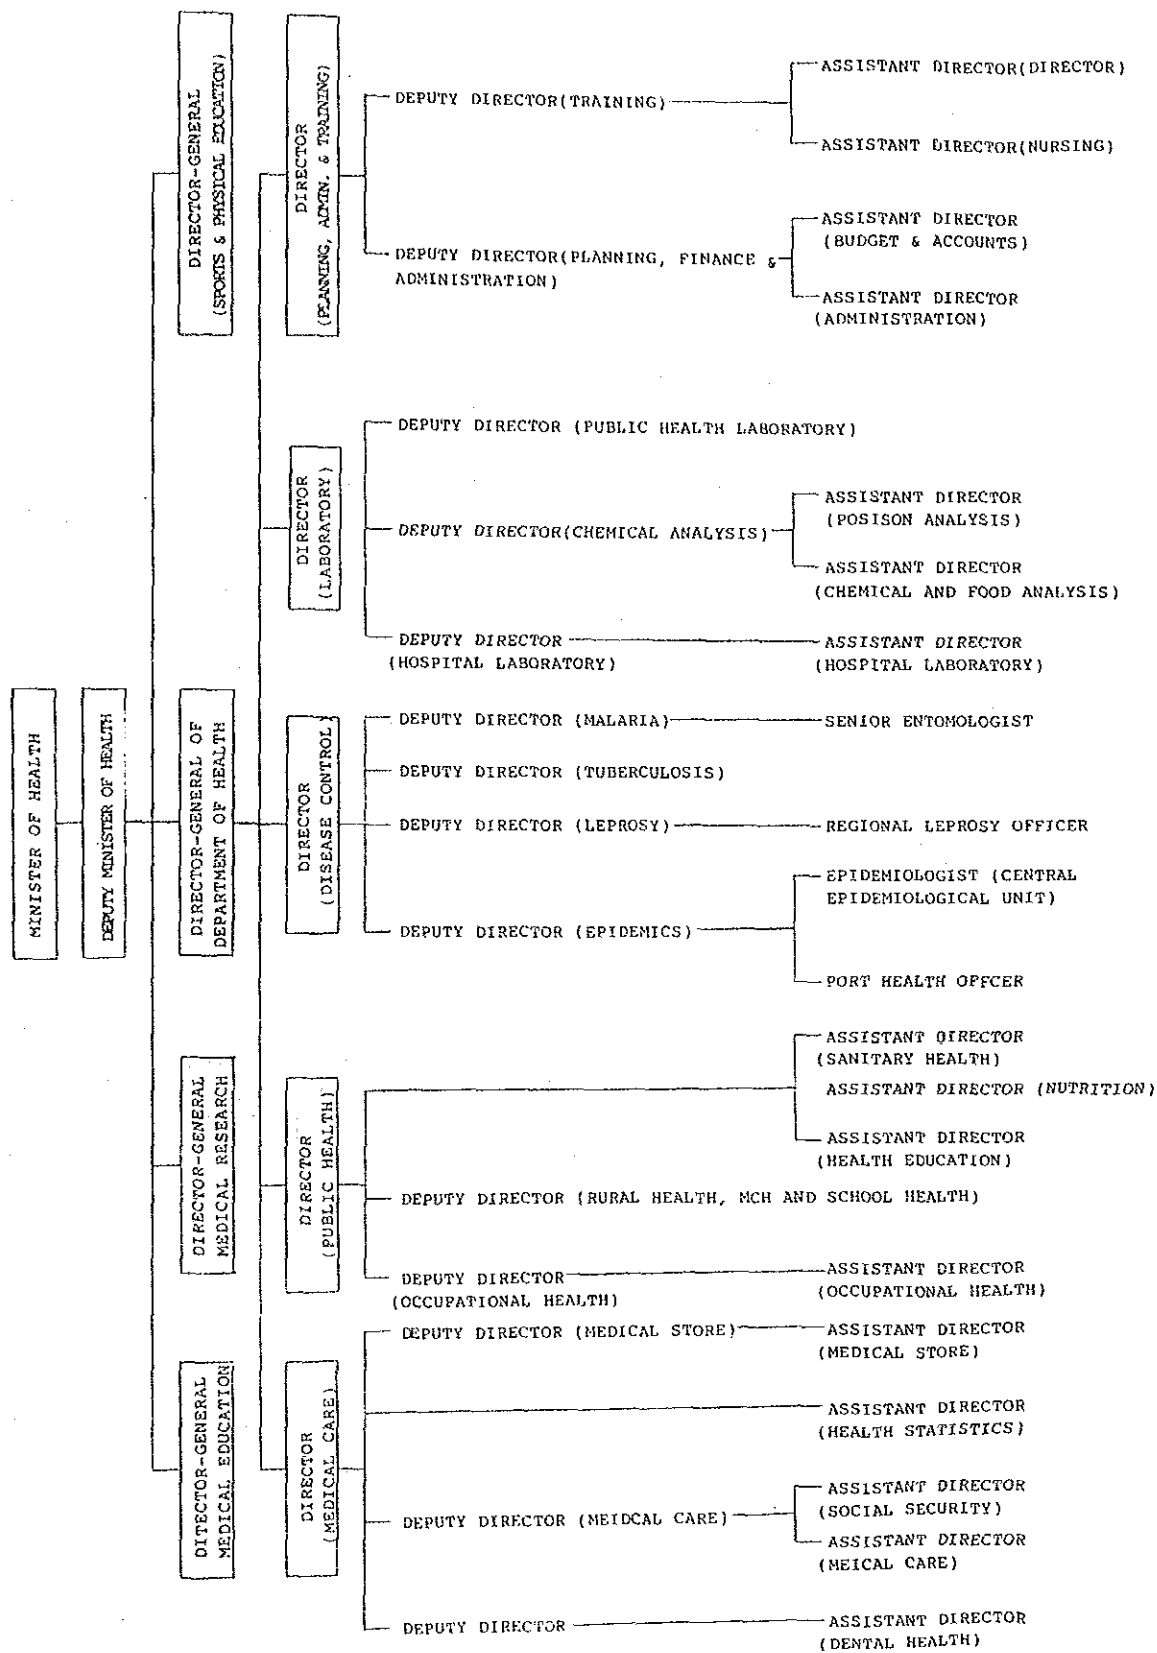 MINISTER OF HEALTH
DEPUTY MINISTER OF HEALTH
DIRECTOR-GENERAL
(SPORTS & PHYSICAL EDUCATION)
DIRECTOR-GENERAL OF
DEPARTMENT OF HEALTH
DIRECTOR-GENERAL
MEDICAL RESEARCH
DITECTOR-GENERAL
MEDICAL EDUCATION
DIRECTOR
(PLANNING, ADMIN. & TRAINING)
DEPUTY DIRECTOR(TRAINING)
ASSISTANT DIRECTOR(DIRECTOR)
ASSISTANT DIRECTOR(NURSING)
DEPUTY DIRECTOR(PLANNING, FINANCE &
ADMINISTRATION)
ASSISTANT DIRECTOR
(BUDGET & ACCOUNTS)
ASSISTANT DIRECTOR
(ADMINISTRATION)
DIRECTOR
(LABORATORY)
DEPUTY DIRECTOR (PUBLIC HEALTH LABORATORY)
DEPUTY DIRECTOR(CHEMICAL ANALYSIS)
ASSISTANT DIRECTOR
(POSISON ANALYSIS)
ASSISTANT DIRECTOR
(CHEMICAL AND FOOD ANALYSIS)
DEPUTY DIRECTOR
(HOSPITAL LABORATORY)
ASSISTANT DIRECTOR
(HOSPITAL LABORATORY)
DIRECTOR
(DISEASE CONTROL)
DEPUTY DIRECTOR (MALARIA)
SENIOR ENTOMOLOGIST
DEPUTY DIRECTOR (TUBERCULOSIS)
DEPUTY DIRECTOR (LEPROSY)
REGIONAL LEPROSY OFFICER
DEPUTY DIRECTOR (EPIDEMICS)
EPIDEMIOLOGIST (CENTRAL
EPIDEMIOLOGICAL UNIT)
PORT HEALTH OFFCER
DIRECTOR
(PUBLIC HEALTH)
ASSISTANT DIRECTOR
(SANITARY HEALTH)
ASSISTANT DIRECTOR (NUTRITION)
ASSISTANT DIRECTOR
(HEALTH EDUCATION)
DEPUTY DIRECTOR (RURAL HEALTH, MCH AND SCHOOL HEALTH)
DEPUTY DIRECTOR
(OCCUPATIONAL HEALTH)
ASSISTANT DIRECTOR
(OCCUPATIONAL HEALTH)
DIRECTOR
(MEDICAL CARE)
DEPUTY DIRECTOR (MEDICAL STORE)
ASSISTANT DIRECTOR
(MEDICAL STORE)
ASSISTANT DIRECTOR
(HEALTH STATISTICS)
DEPUTY DIRECTOR (MEIDCAL CARE)
ASSISTANT DIRECTOR
(SOCIAL SECURITY)
ASSISTANT DIRECTOR
(MEICAL CARE)
DEPUTY DIRECTOR
ASSISTANT DIRECTOR
(DENTAL HEALTH)